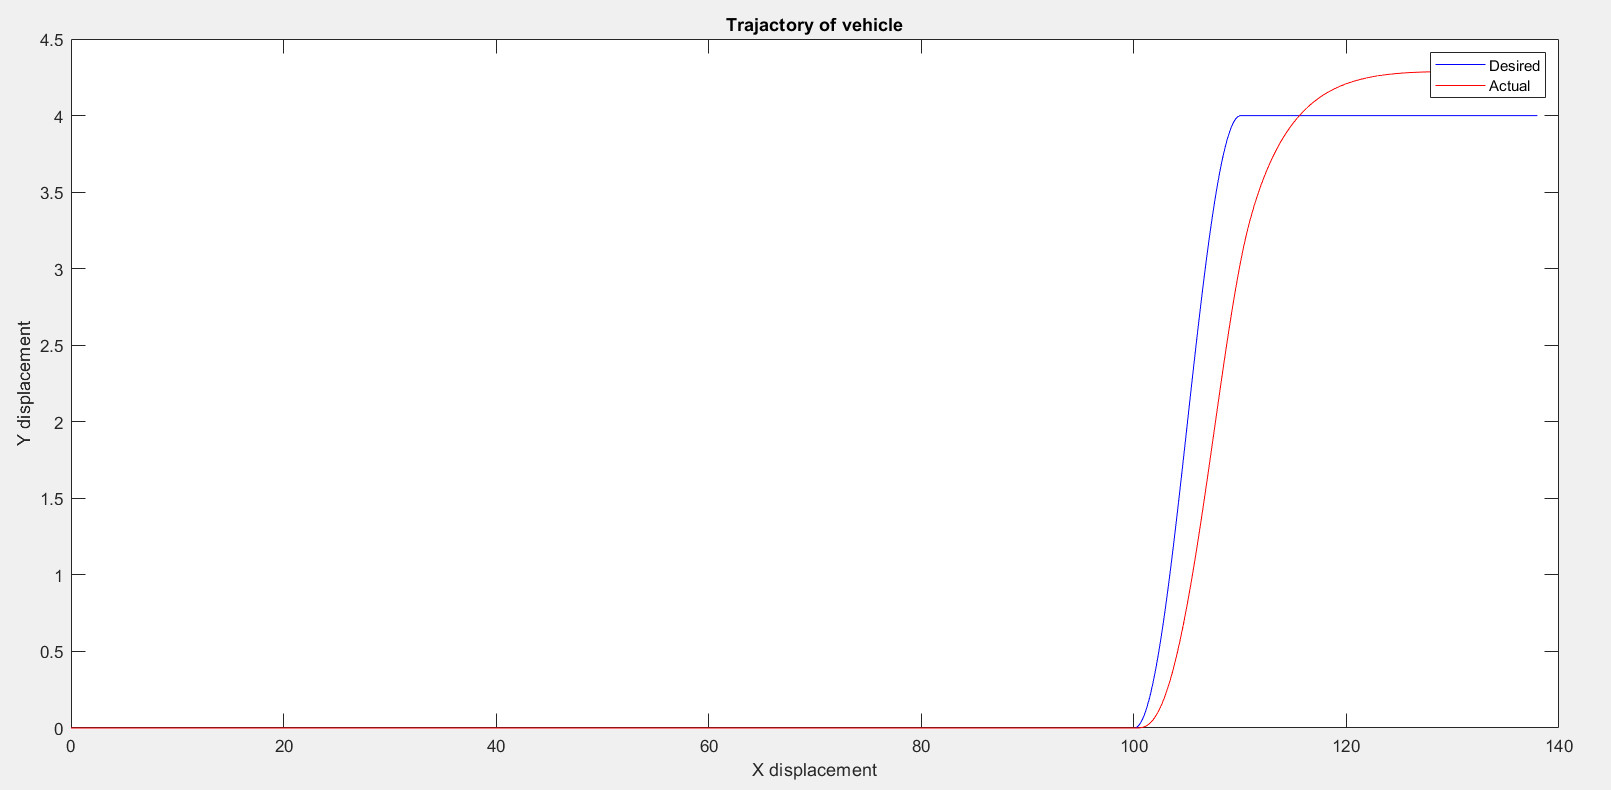 Trajactory of vehicle
4.5
4
3.5
3
2.5
2
1.5
1
0.5
0
Y displacement
Desired
Actual
0 20 40 60 80 100 120 140
X displacement